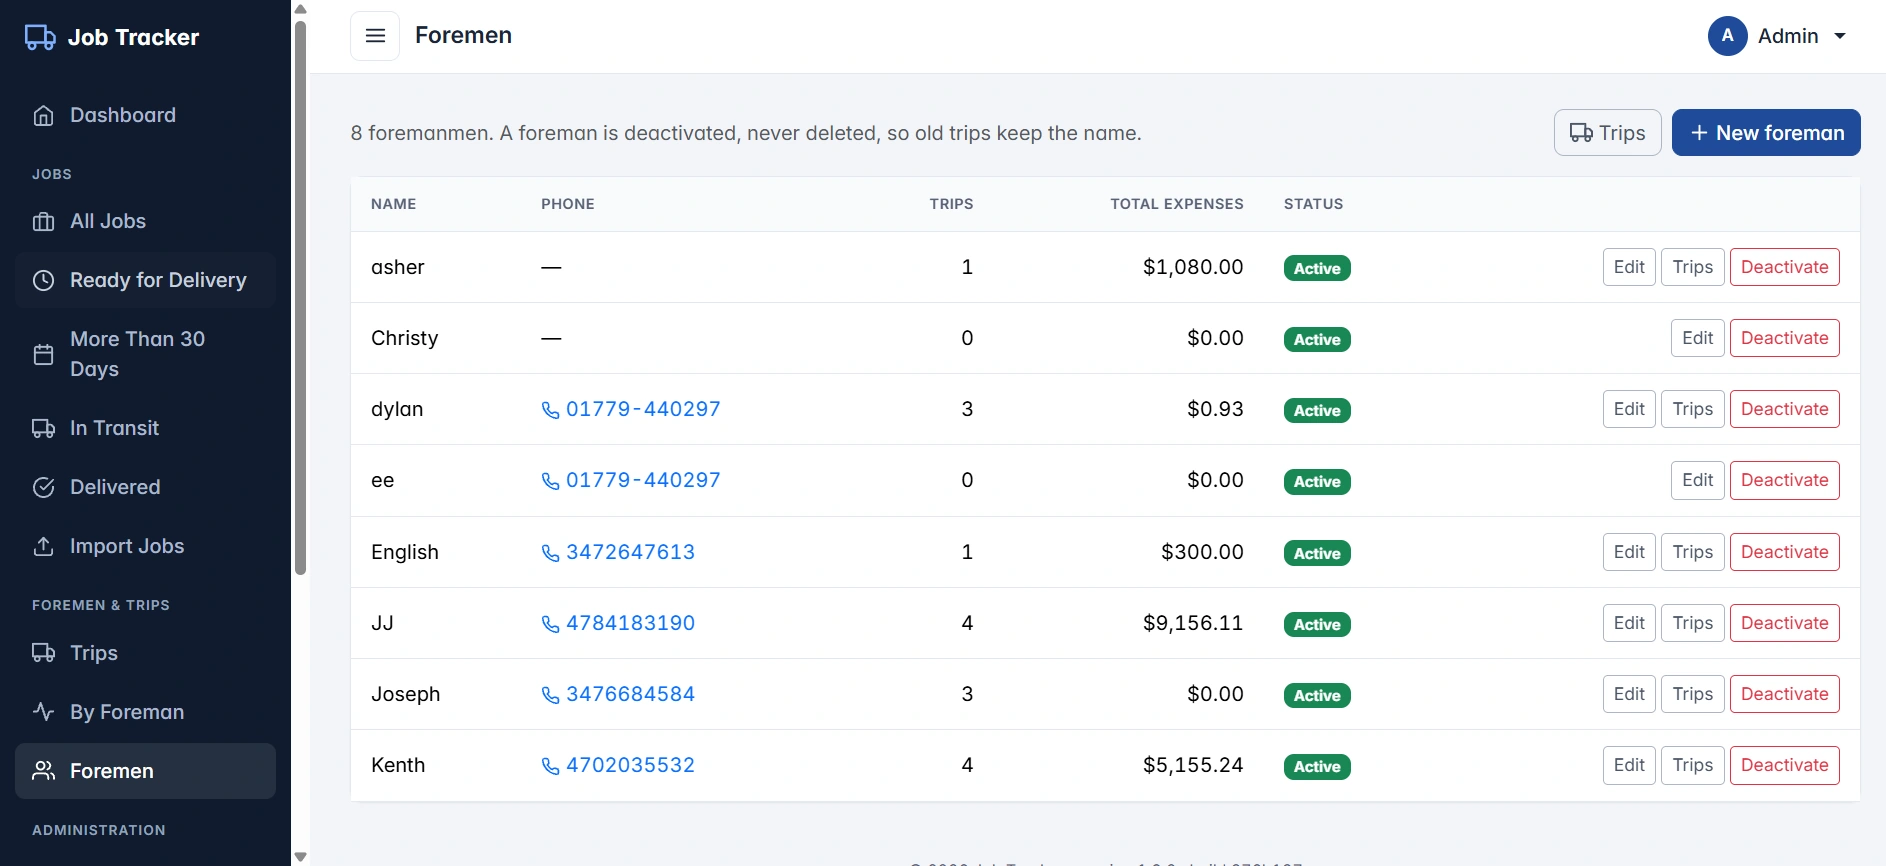 Job Tracker
Dashboard
JOBS
All Jobs
Ready for Delivery
More Than 30
Days
In Transit
Delivered
Import Jobs
FOREMEN & TRIPS
Trips
By Foreman
Foremen
ADMINISTRATION
Foremen
A Admin
8 foremanmen. A foreman is deactivated, never deleted, so old trips keep the name.
Trips
New foreman
NAME PHONE TRIPS TOTAL EXPENSES STATUS
asher — 1 $1,080.00 Active Edit Trips Deactivate
Christy — 0 $0.00 Active Edit Deactivate
dylan 01779-440297 3 $0.93 Active Edit Trips Deactivate
ee 01779-440297 0 $0.00 Active Edit Deactivate
English 3472647613 1 $300.00 Active Edit Trips Deactivate
JJ 4784183190 4 $9,156.11 Active Edit Trips Deactivate
Joseph 3476684584 3 $0.00 Active Edit Trips Deactivate
Kenth 4702035532 4 $5,155.24 Active Edit Trips Deactivate